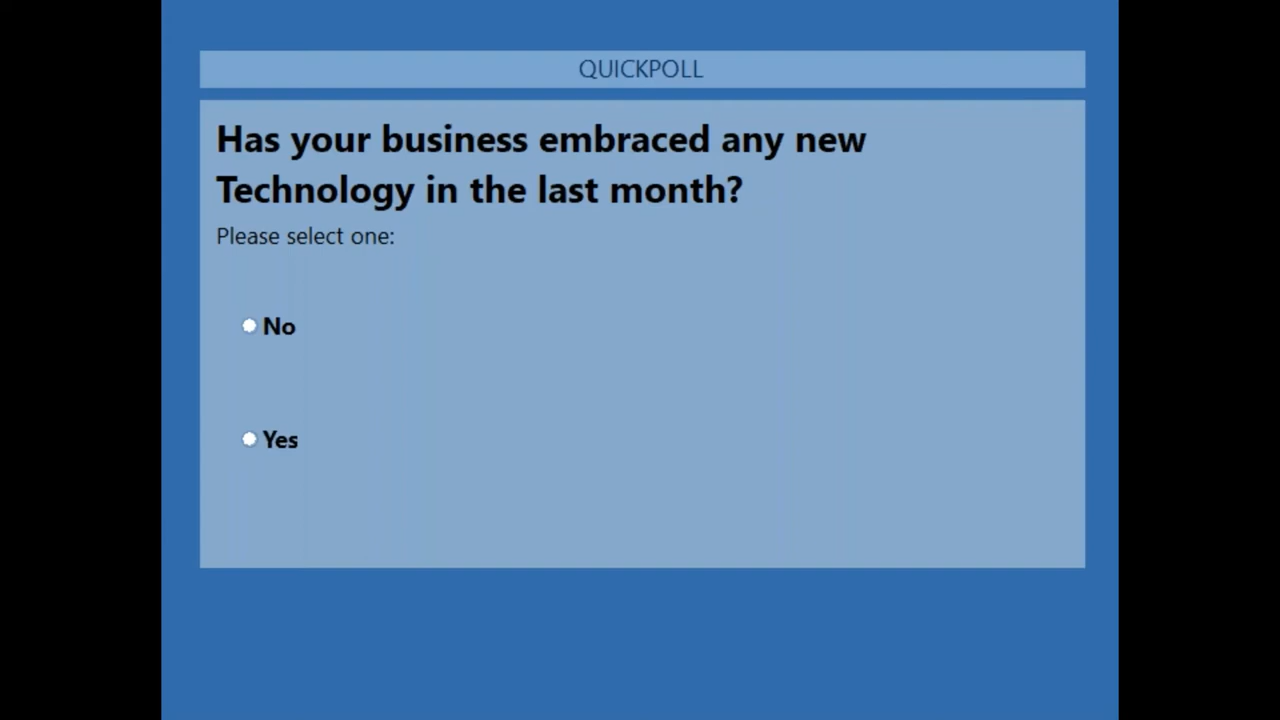 QUICKPOLL
Has your business embraced any new
Technology in the last month?
Please select one:
No
Yes